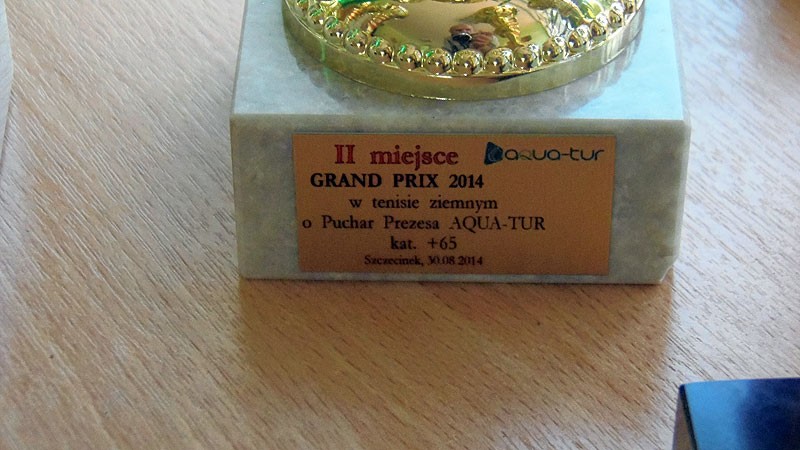 II miejsce aqua-tur
GRAND PRIX 2014
w tenisie ziemnym
o Puchar Prezesa AQUA-TUR
kat. +65
Szczecinek, 30.08.2014